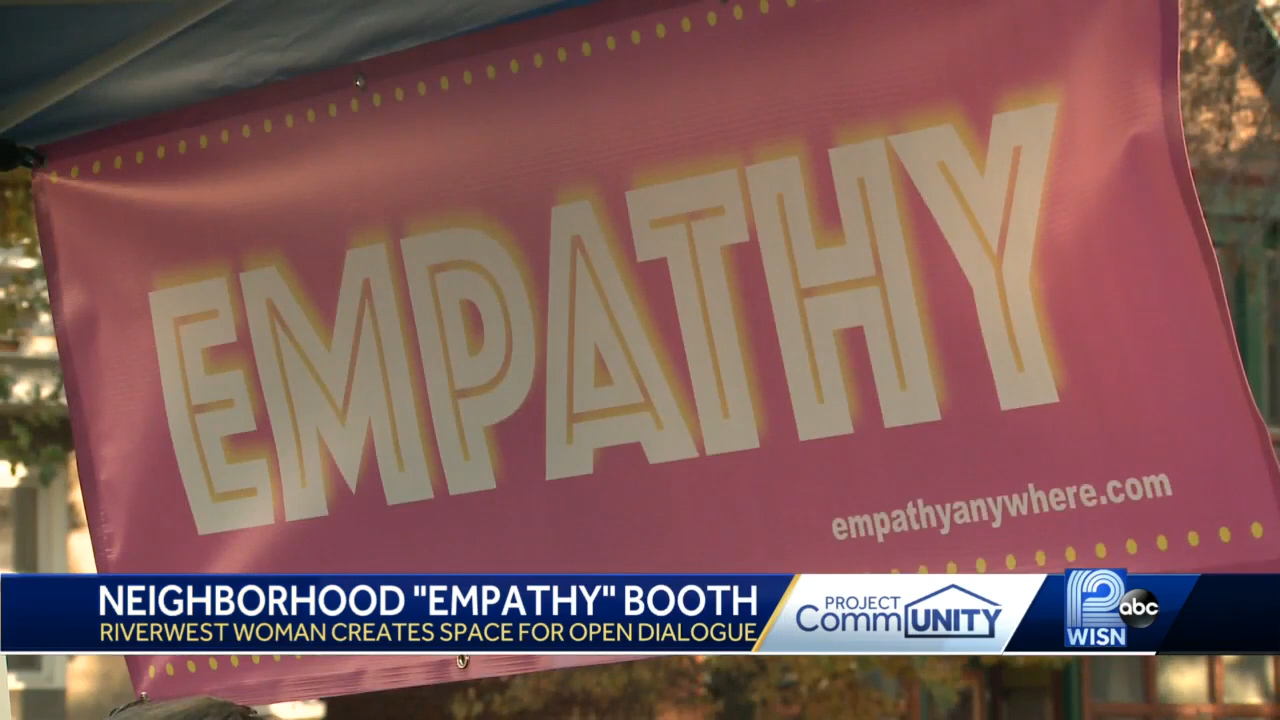 EMPATHY
empathyanywhere.com
NEIGHBORHOOD "EMPATHY" BOOTH
RIVERWEST WOMAN CREATES SPACE FOR OPEN DIALOGUE
PROJECT
CommUNITY
12
abc
WISN